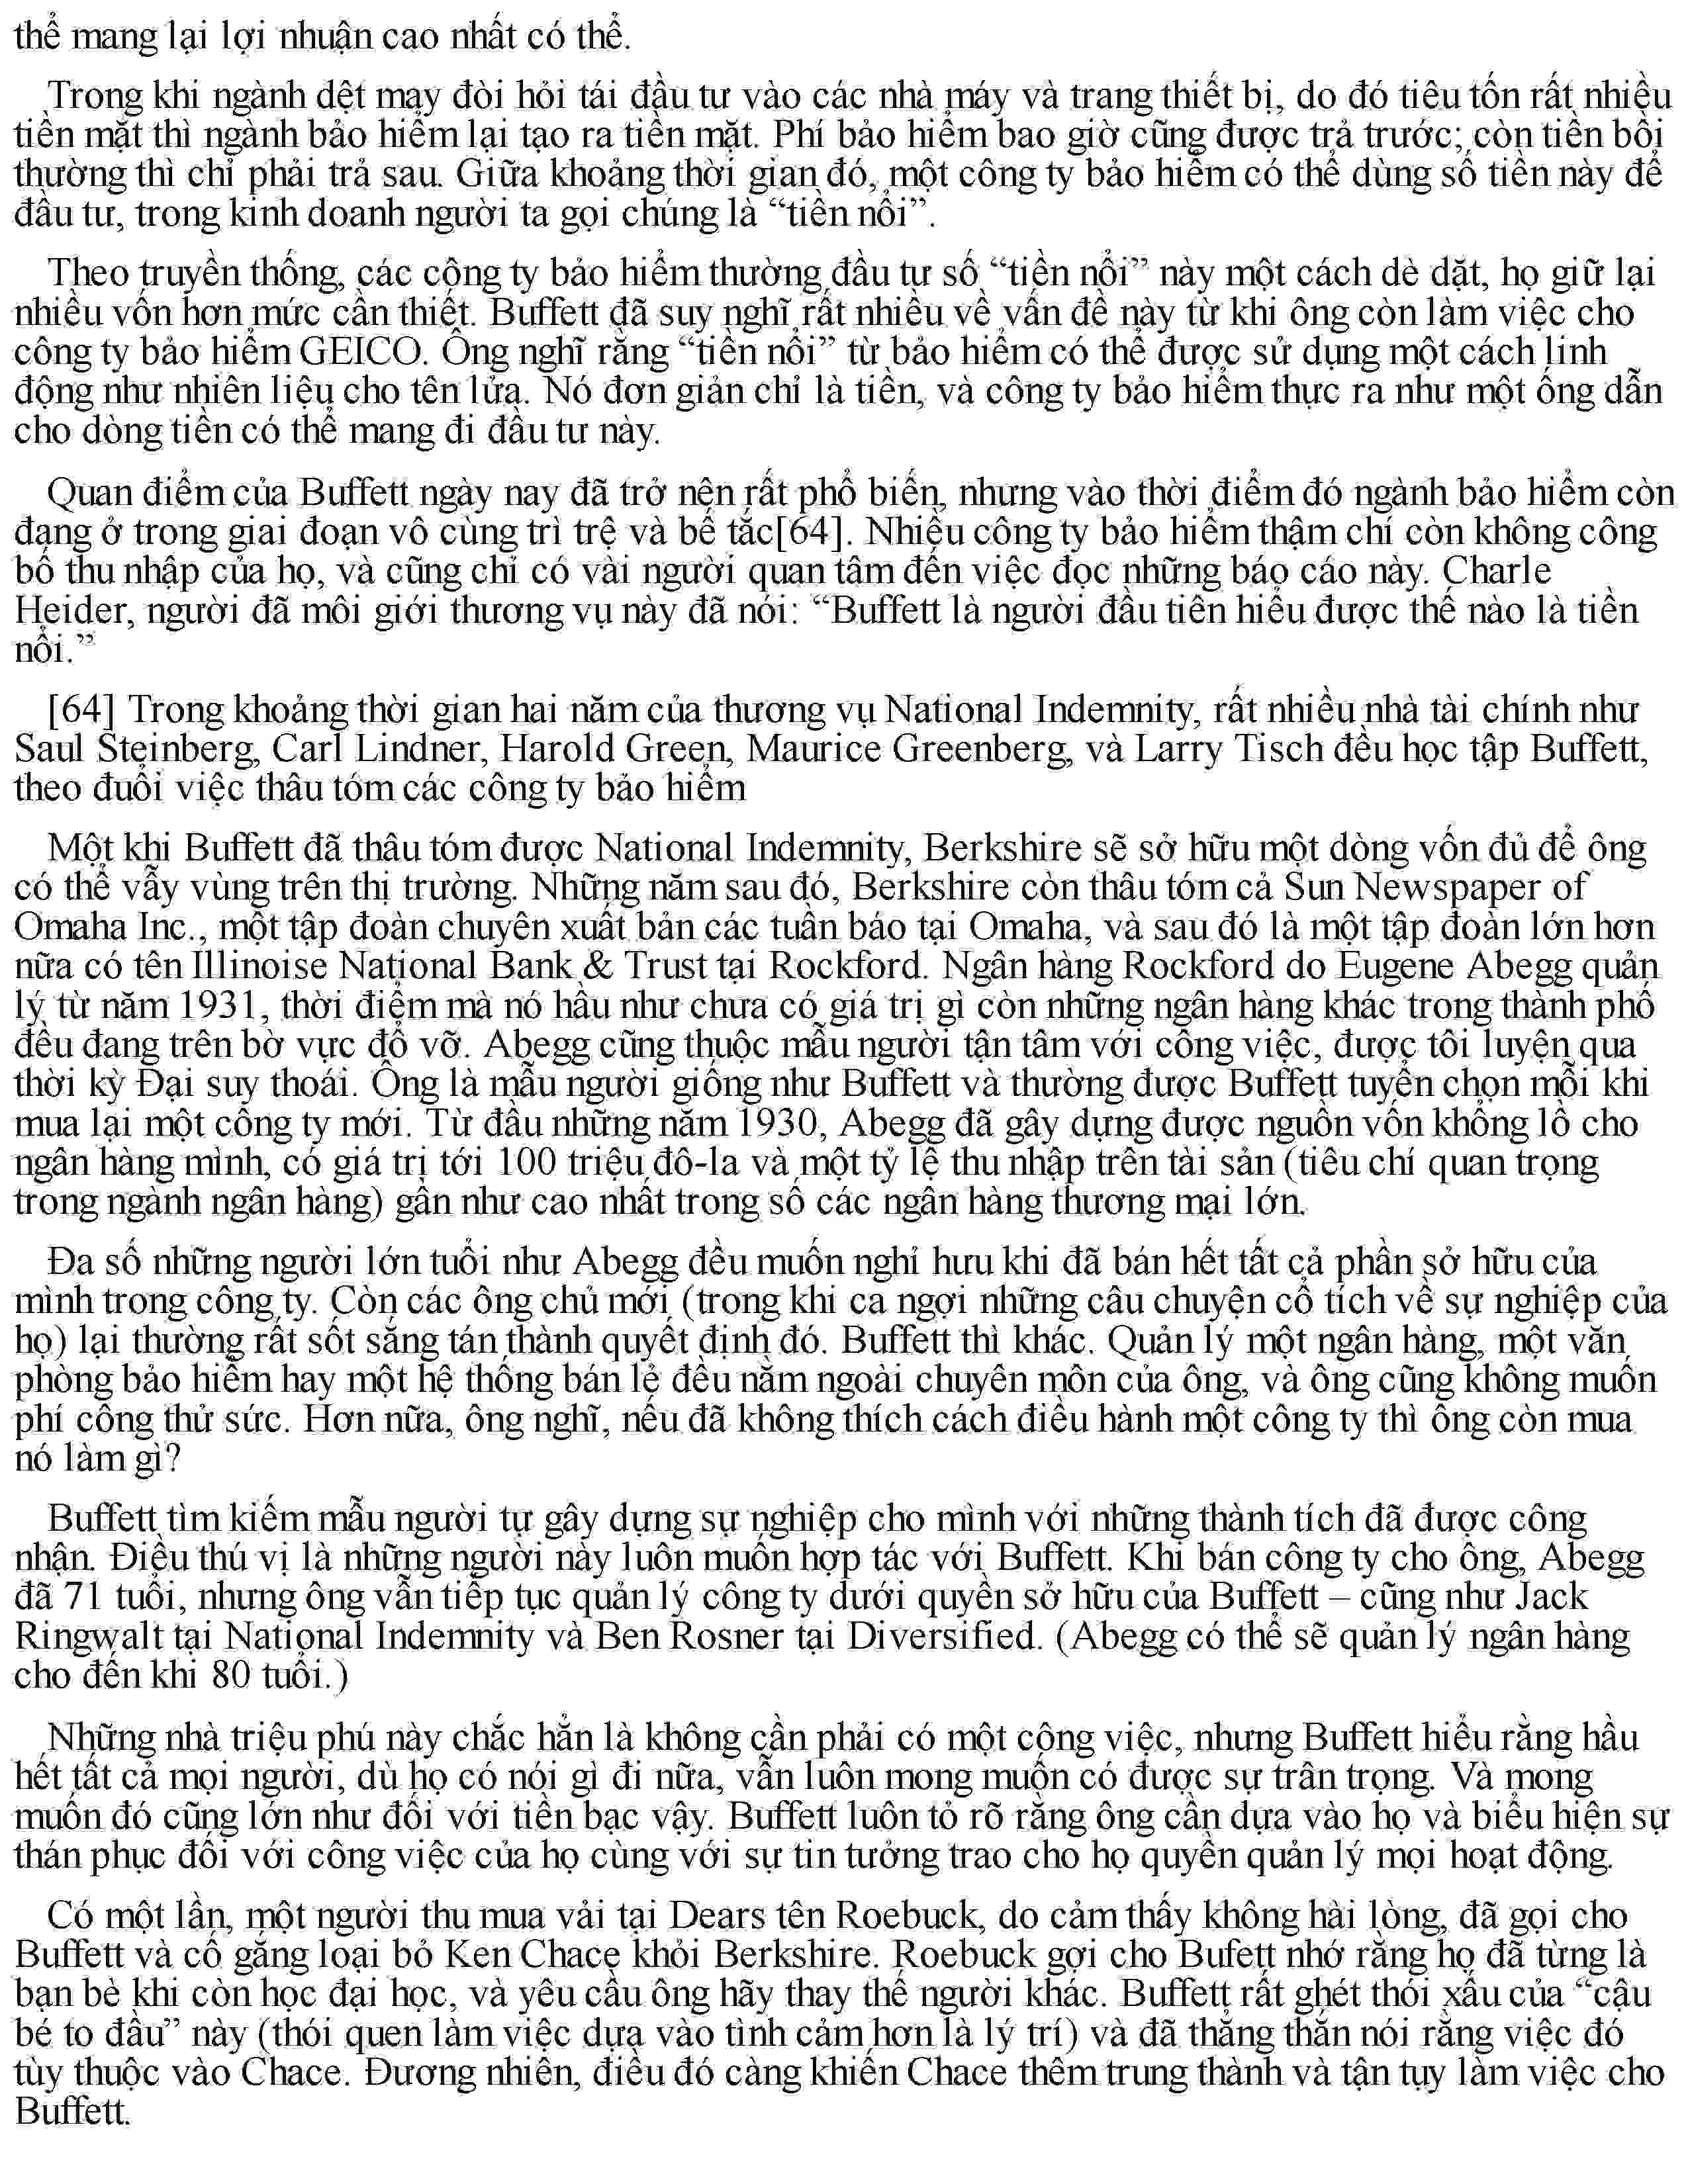 thể mang lại lợi nhuận cao nhất có thể.
Trong khi ngành dệt may đòi hỏi tái đầu tư vào các nhà máy và trang thiết bị, do đó tiêu tốn rất nhiều
tiền mặt thì ngành bảo hiểm lại tạo ra tiền mặt. Phí bảo hiểm bao giờ cũng được trả trước; còn tiền bồi
thường thì chỉ phải trả sau. Giữa khoảng thời gian đó, một công ty bảo hiểm có thể dùng số tiền này để
đầu tư, trong kinh doanh người ta gọi chúng là “tiền nổi”.
Theo truyền thống, các công ty bảo hiểm thường đầu tư số “tiền nổi” này một cách dè dặt, họ giữ lại
nhiều vốn hơn mức cần thiết. Buffett đã suy nghĩ rất nhiều về vấn đề này từ khi ông còn làm việc cho
công ty bảo hiểm GEICO. Ông nghĩ rằng “tiền nổi” từ bảo hiểm có thể được sử dụng một cách linh
động như nhiên liệu cho tên lửa. Nó đơn giản chỉ là tiền, và công ty bảo hiểm thực ra như một ống dẫn
cho dòng tiền có thể mang đi đầu tư này.
Quan điểm của Buffett ngày nay đã trở nên rất phổ biến, nhưng vào thời điểm đó ngành bảo hiểm còn
đang ở trong giai đoạn vô cùng trì trệ và bế tắc[64]. Nhiều công ty bảo hiểm thậm chí còn không công
bố thu nhập của họ, và cũng chỉ có vài người quan tâm đến việc đọc những báo cáo này. Charle
Heider, người đã môi giới thương vụ này đã nói: “Buffett là người đầu tiên hiểu được thế nào là tiền
nổi.”
[64] Trong khoảng thời gian hai năm của thương vụ National Indemnity, rất nhiều nhà tài chính như
Saul Steinberg, Carl Lindner, Harold Green, Maurice Greenberg, và Larry Tisch đều học tập Buffett,
theo đuổi việc thâu tóm các công ty bảo hiểm
Một khi Buffett đã thâu tóm được National Indemnity, Berkshire sẽ sở hữu một dòng vốn đủ để ông
có thể vẫy vùng trên thị trường. Những năm sau đó, Berkshire còn thâu tóm cả Sun Newspaper of
Omaha Inc., một tập đoàn chuyên xuất bản các tuần báo tại Omaha, và sau đó là một tập đoàn lớn hơn
nữa có tên Illinoise National Bank & Trust tại Rockford. Ngân hàng Rockford do Eugene Abegg quản
lý từ năm 1931, thời điểm mà nó hầu như chưa có giá trị gì còn những ngân hàng khác trong thành phố
đều đang trên bờ vực đổ vỡ. Abegg cũng thuộc mẫu người tận tâm với công việc, được tôi luyện qua
thời kỳ Đại suy thoái. Ông là mẫu người giống như Buffett và thường được Buffett tuyển chọn mỗi khi
mua lại một công ty mới. Từ đầu những năm 1930, Abegg đã gây dựng được nguồn vốn khổng lồ cho
ngân hàng mình, có giá trị tới 100 triệu đô-la và một tỷ lệ thu nhập trên tài sản (tiêu chí quan trọng
trong ngành ngân hàng) gần như cao nhất trong số các ngân hàng thương mại lớn.
Đa số những người lớn tuổi như Abegg đều muốn nghỉ hưu khi đã bán hết tất cả phần sở hữu của
mình trong công ty. Còn các ông chủ mới (trong khi ca ngợi những câu chuyện cổ tích về sự nghiệp của
họ) lại thường rất sốt sắng tán thành quyết định đó. Buffett thì khác. Quản lý một ngân hàng, một văn
phòng bảo hiểm hay một hệ thống bán lẻ đều nằm ngoài chuyên môn của ông, và ông cũng không muốn
phí công thử sức. Hơn nữa, ông nghĩ, nếu đã không thích cách điều hành một công ty thì ông còn mua
nó làm gì?
Buffett tìm kiếm mẫu người tự gây dựng sự nghiệp cho mình với những thành tích đã được công
nhận. Điều thú vị là những người này luôn muốn hợp tác với Buffett. Khi bán công ty cho ông, Abegg
đã 71 tuổi, nhưng ông vẫn tiếp tục quản lý công ty dưới quyền sở hữu của Buffett – cũng như Jack
Ringwalt tại National Indemnity và Ben Rosner tại Diversified. (Abegg có thể sẽ quản lý ngân hàng
cho đến khi 80 tuổi.)
Những nhà triệu phú này chắc hẳn là không cần phải có một công việc, nhưng Buffett hiểu rằng hầu
hết tất cả mọi người, dù họ có nói gì đi nữa, vẫn luôn mong muốn có được sự trân trọng. Và mong
muốn đó cũng lớn như đối với tiền bạc vậy. Buffett luôn tỏ rõ rằng ông cần dựa vào họ và biểu hiện sự
thán phục đối với công việc của họ cùng với sự tin tưởng trao cho họ quyền quản lý mọi hoạt động.
Có một lần, một người thu mua vải tại Dears tên Roebuck, do cảm thấy không hài lòng, đã gọi cho
Buffett và cố gắng loại bỏ Ken Chace khỏi Berkshire. Roebuck gợi cho Bufett nhớ rằng họ đã từng là
bạn bè khi còn học đại học, và yêu cầu ông hãy thay thế người khác. Buffett rất ghét thói xấu của “cậu
bé to đầu” này (thói quen làm việc dựa vào tình cảm hơn là lý trí) và đã thẳng thắn nói rằng việc đó
tùy thuộc vào Chace. Đương nhiên, điều đó càng khiến Chace thêm trung thành và tận tụy làm việc cho
Buffett.